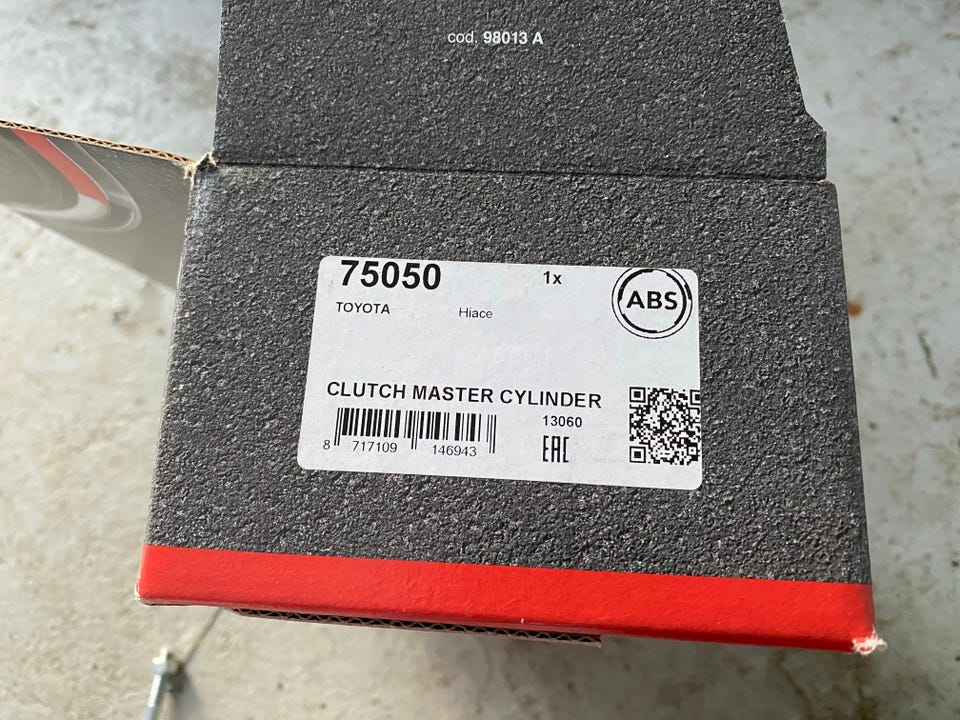 cod. 98013 A
75050 1x
ABS
TOYOTA Hiace
CLUTCH MASTER CYLINDER
13060
8 717109 146943
EAC